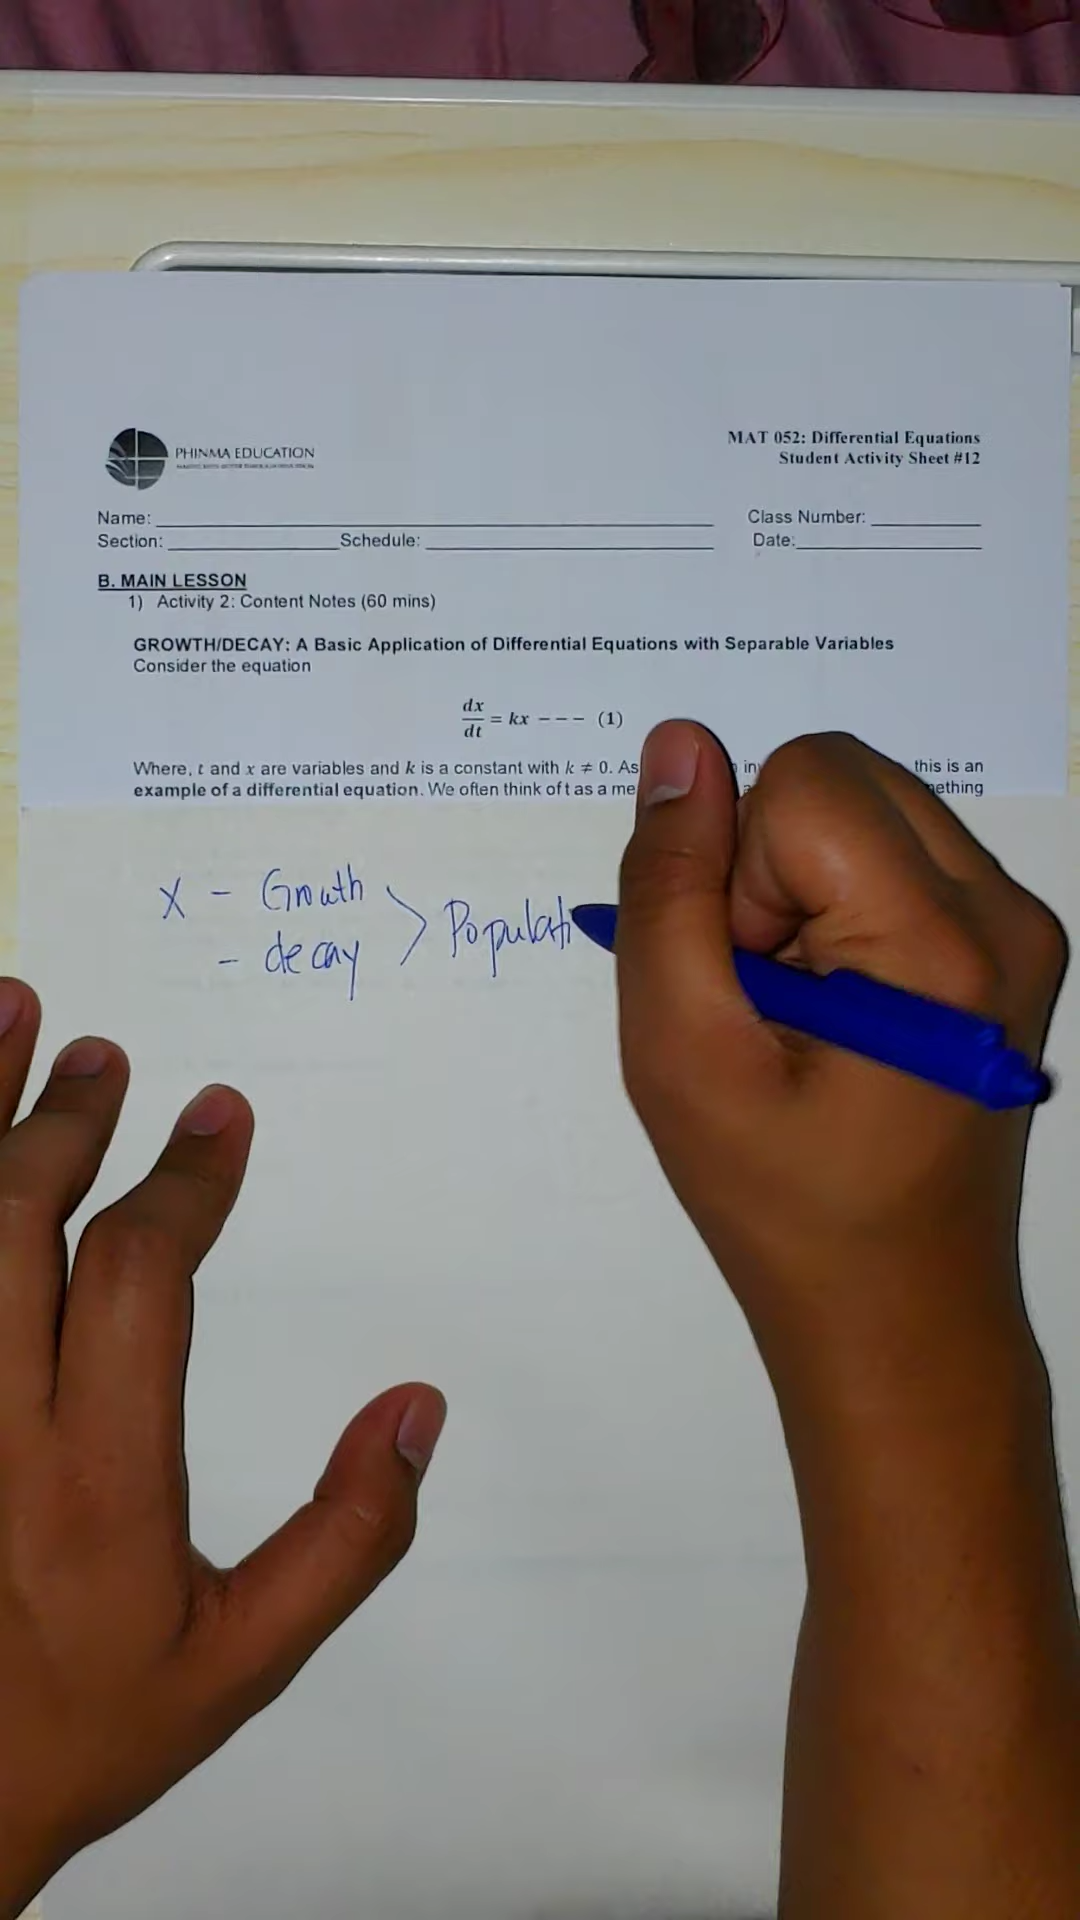 PHINMA EDUCATION
MAT 052: Differential Equations
Student Activity Sheet #12
Name: Class Number:
Section: Schedule: Date:
B. MAIN LESSON
1) Activity 2: Content Notes (60 mins)
GROWTH/DECAY: A Basic Application of Differential Equations with Separable Variables
Consider the equation
dx/dt = kx --- (1)
Where, t and x are variables and k is a constant with k ≠ 0. As this is an
example of a differential equation. We often think of t as a
x - Growth
- decay > Populati